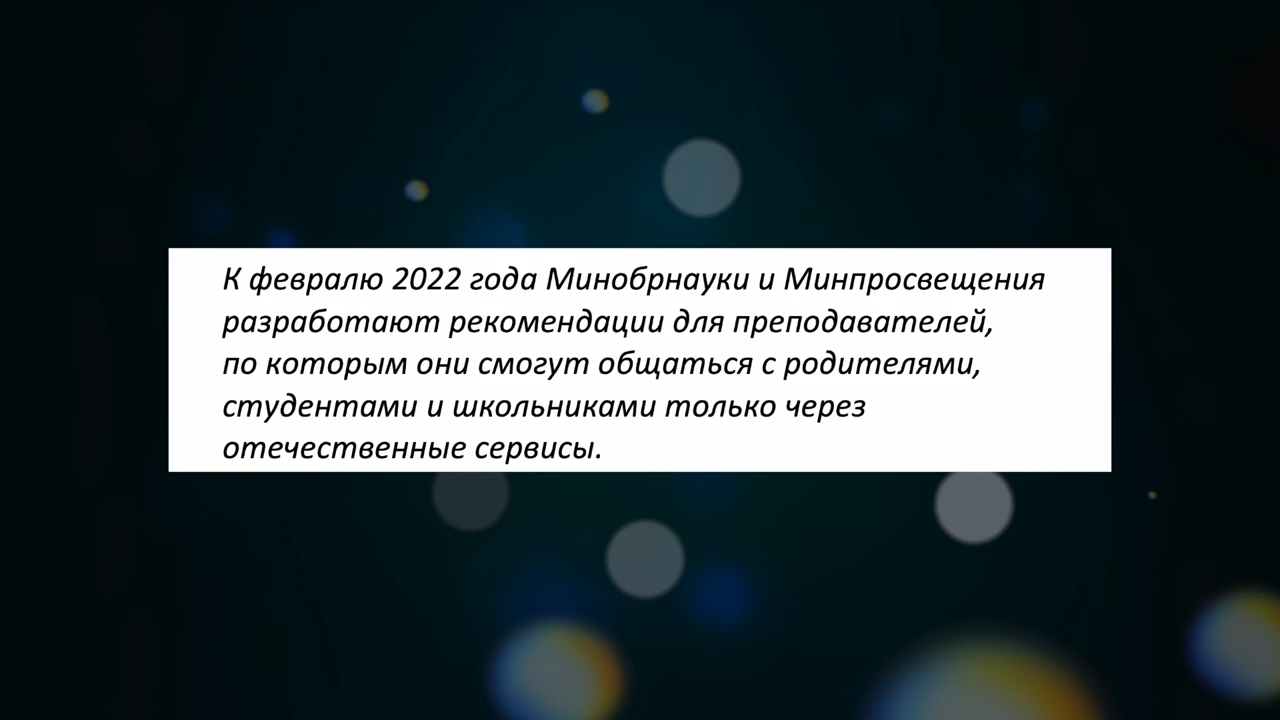 К февралю 2022 года Минобрнауки и Минпросвещения
разработают рекомендации для преподавателей,
по которым они смогут общаться с родителями,
студентами и школьниками только через
отечественные сервисы.